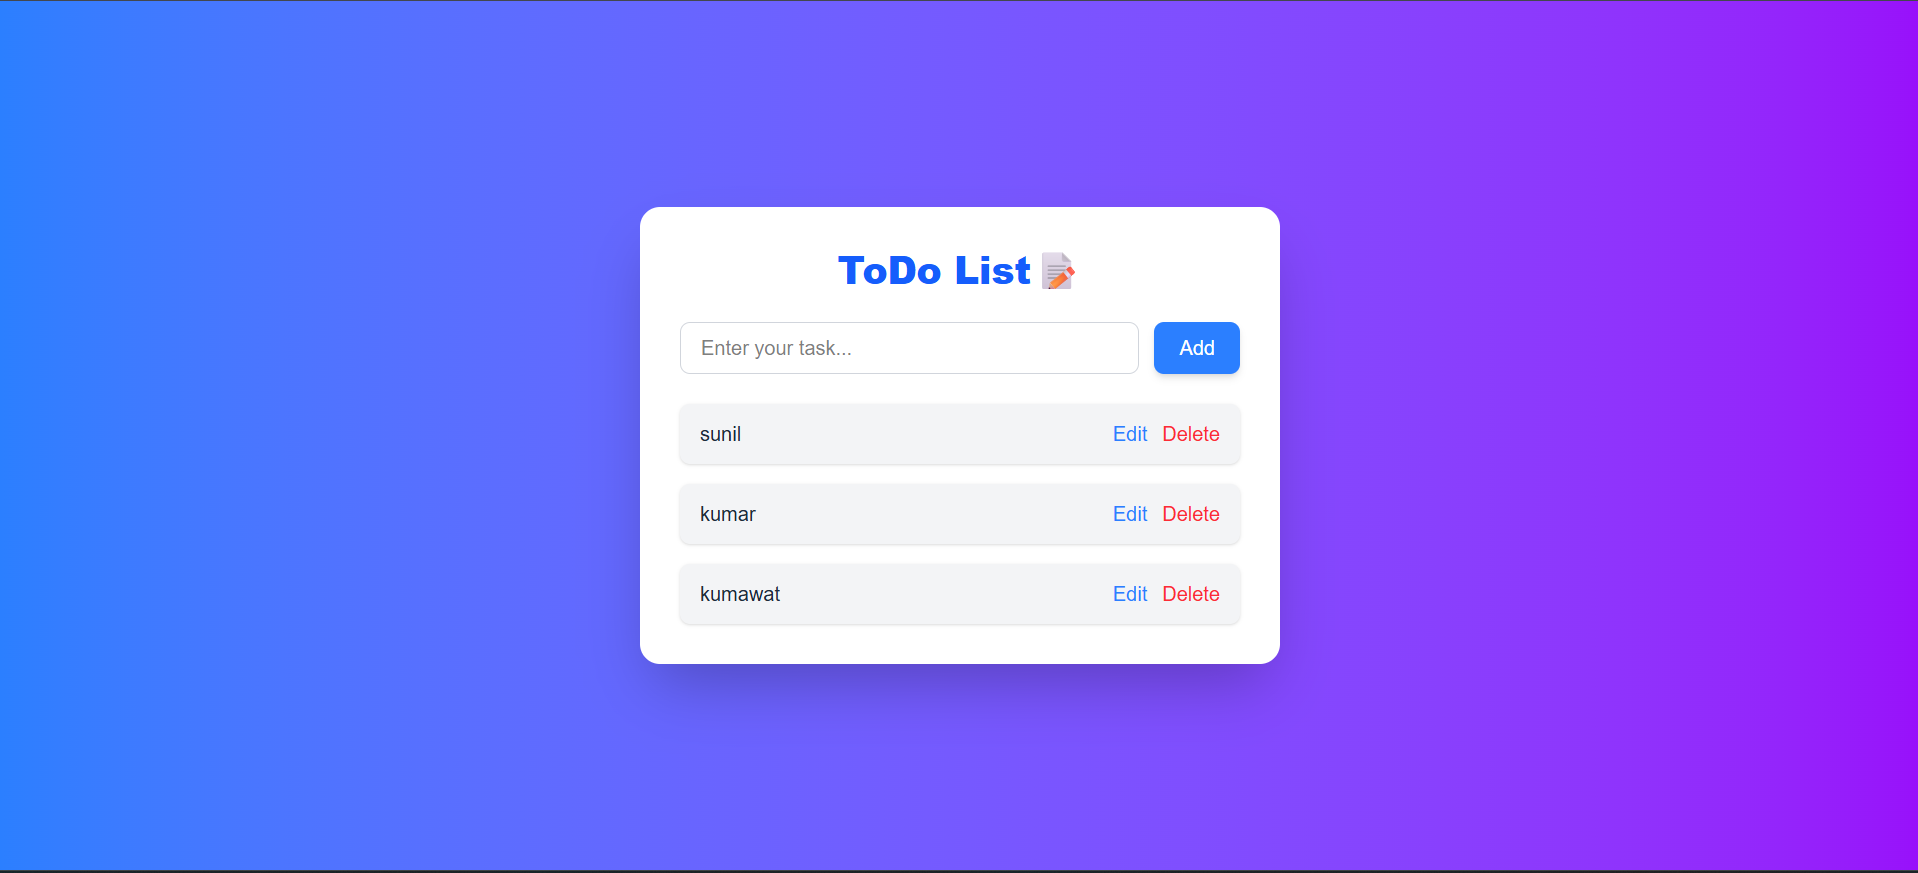 ToDo List
Enter your task...
Add
sunil Edit Delete
kumar Edit Delete
kumawat Edit Delete